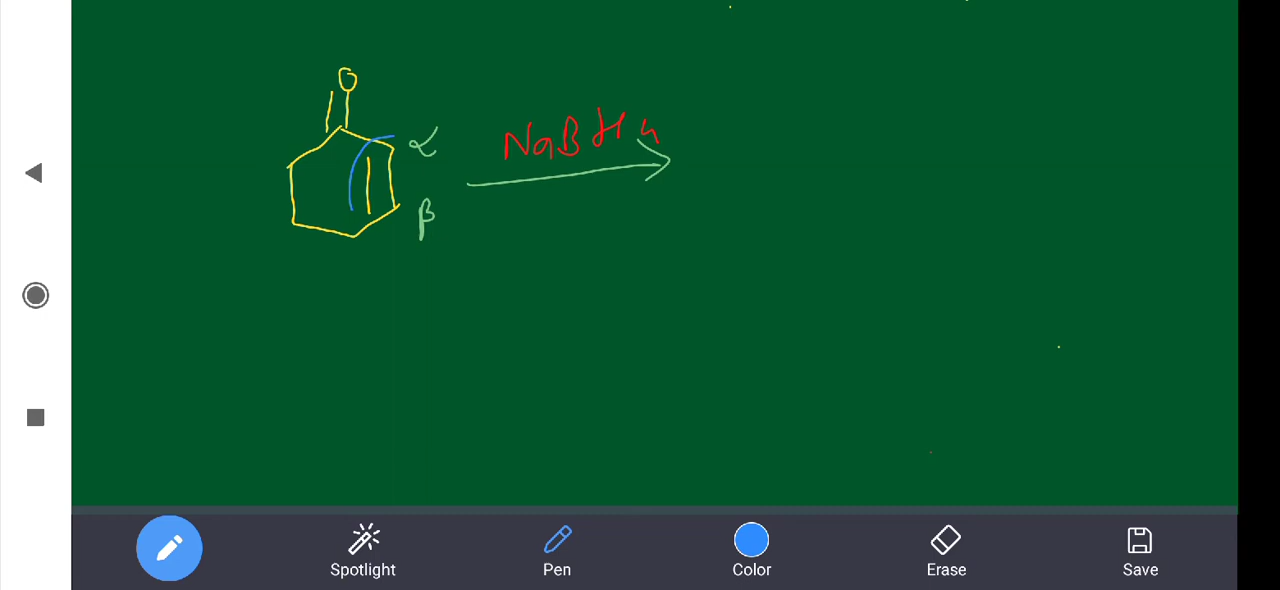 O
α
NaBH4
β
Spotlight
Pen
Color
Erase
Save